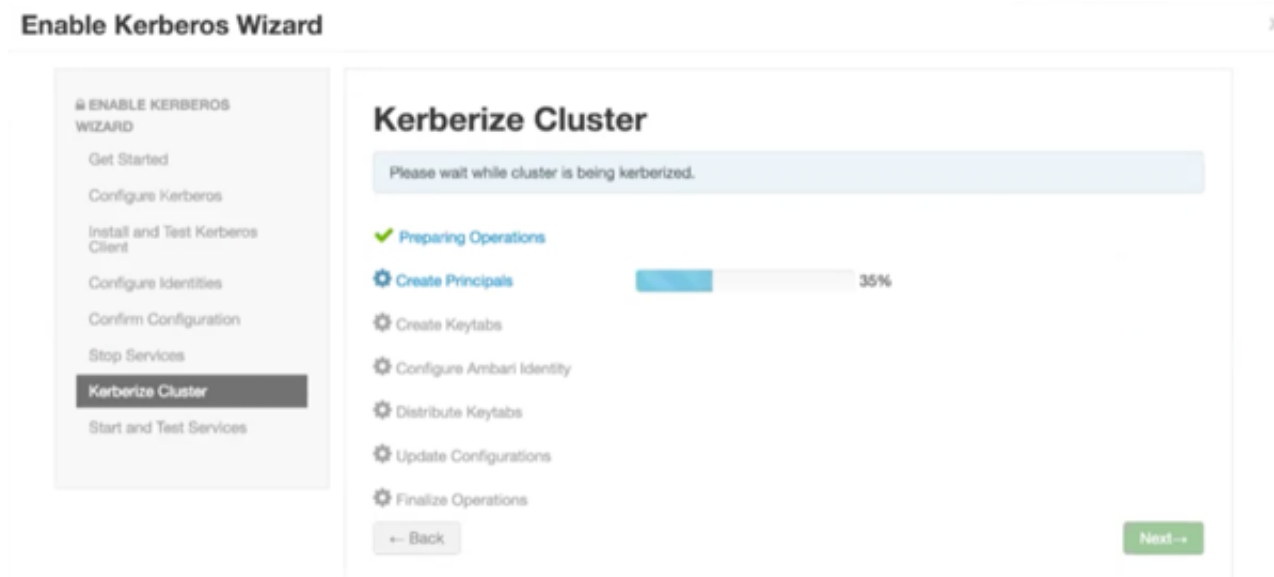 Enable Kerberos Wizard
ENABLE KERBEROS
WIZARD
Get Started
Configure Kerberos
Install and Test Kerberos
Client
Configure Identities
Confirm Configuration
Stop Services
Kerberize Cluster
Start and Test Services
Kerberize Cluster
Please wait while cluster is being kerberized.
Preparing Operations
Create Principals 35%
Create Keytabs
Configure Ambari Identity
Distribute Keytabs
Update Configurations
Finalize Operations
← Back
Next→